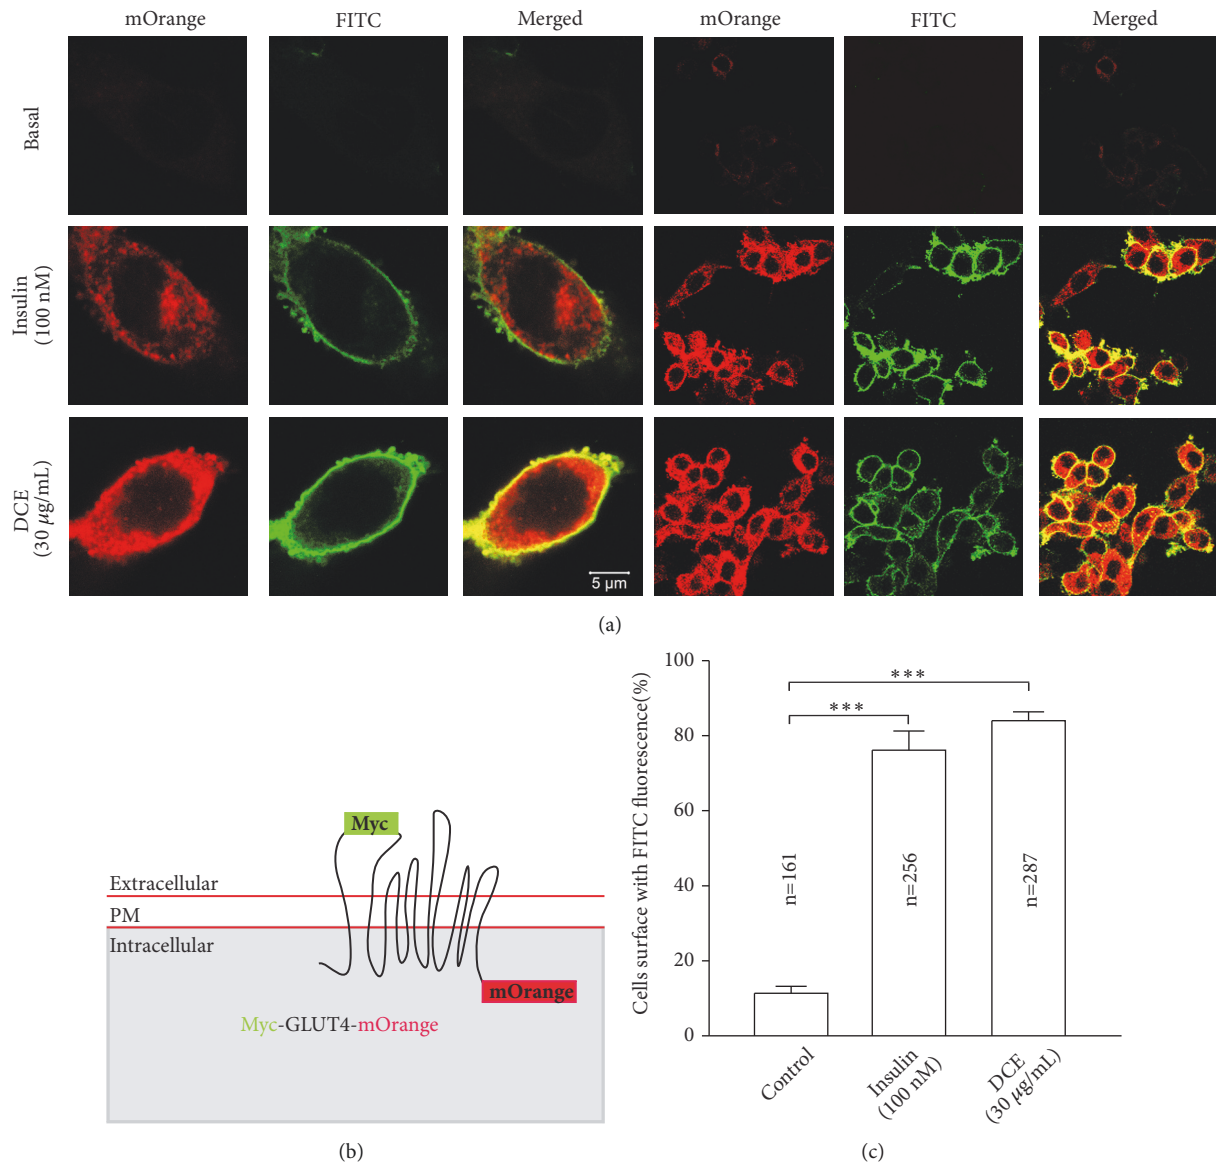 mOrange FITC Merged mOrange FITC Merged
Basal
Insulin
(100 nM)
DCE
(30 μg/mL)
5 μm
(a)
Myc
Extracellular
PM
Intracellular
mOrange
Myc-GLUT4-mOrange
(b)
Cells surface with FITC fluorescence(%)
100
80
60
40
20
0
***
***
n=161
n=256
n=287
Control
Insulin
(100 nM)
DCE
(30 μg/mL)
(c)